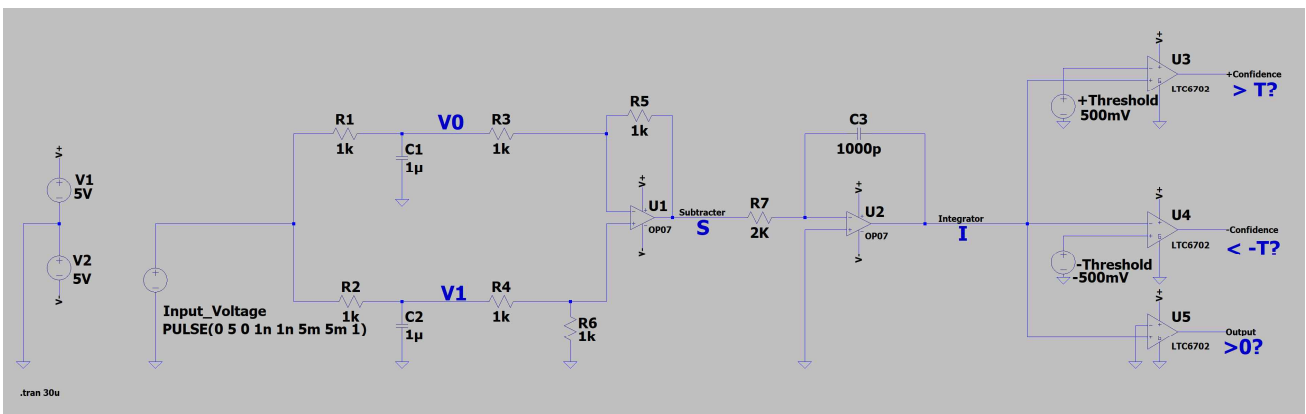 V+
V1
5V
V2
5V
V-
Input_Voltage
PULSE(0 5 0 1n 1n 5m 5m 1)
.tran 30u
R1
1k
V0
C1
1µ
R3
1k
R5
1k
R2
1k
V1
C2
1µ
R4
1k
R6
1k
V+
U1
OP07
V-
Subtracter
S
R7
2K
C3
1000p
V+
U2
OP07
V-
Integrator
I
V+
U3
LTC6702
+Threshold
500mV
+Confidence
> T?
V+
U4
LTC6702
-Threshold
-500mV
-Confidence
< -T?
V+
U5
LTC6702
Output
>0?